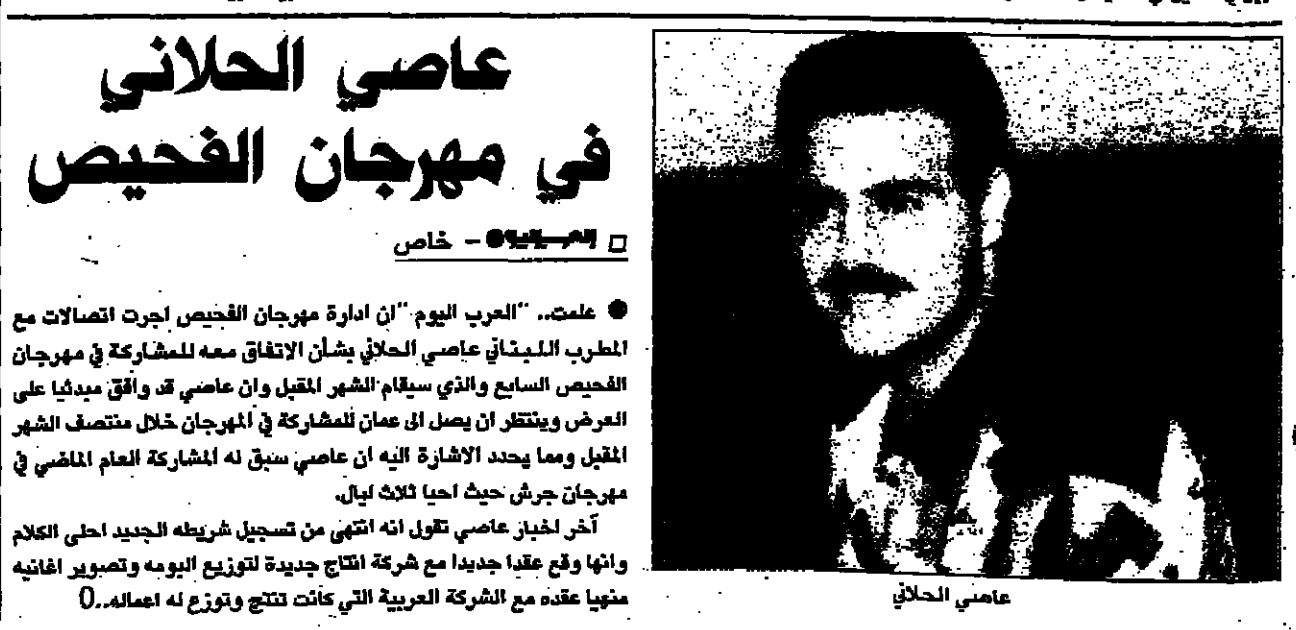 عاصي الحلاني
في مهرجان الفحيص
□ العرب اليوم – خاص
● علمت.. "العرب اليوم "ان ادارة مهرجان الفحيص اجرت اتصالات مع
المطرب اللبناني عاصي الحلاني بشأن الاتفاق معه للمشاركة في مهرجان
الفحيص السابع والذي سيقام الشهر المقبل وان عاصي قد وافق مبدئيا على
العرض وينتظر ان يصل الى عمان للمشاركة في المهرجان خلال منتصف الشهر
المقبل ومما يحدد الاشارة اليه ان عاصي سبق له المشاركة العام الماضي في
مهرجان جرش حيث احيا ثلاث ليال.
آخر اخبار عاصي تقول انه انتهى من تسجيل شريطه الجديد احلى الكلام
وانها وقع عقدا جديدا مع شركة انتاج جديدة لتوزيع البومه وتصوير اغانيه
منهيا عقده مع الشركة العربية التي كانت تنتج وتوزع له اعماله..0
عاصي الحلاني